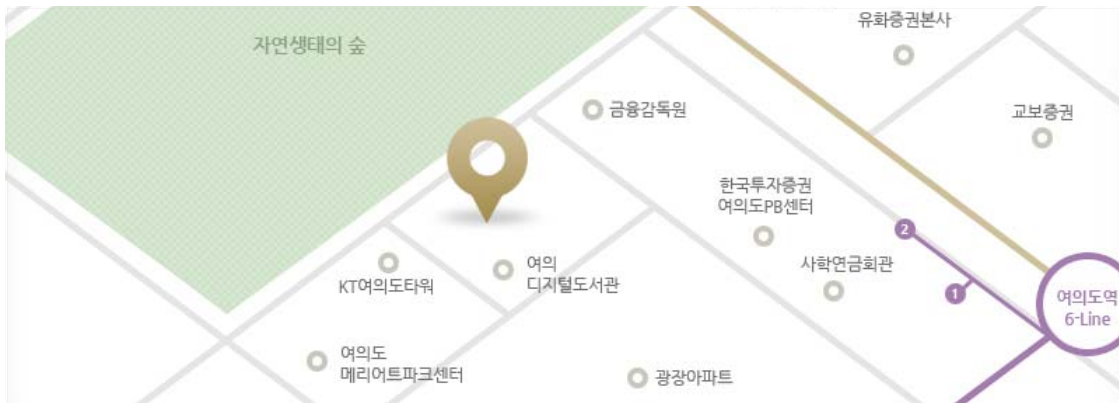 유화증권본사
자연생태의 숲
금융감독원
교보증권
한국투자증권
여의도PB센터
2
사학연금회관
여의
디지털도서관
KT여의도타워
1
여의도역
6-Line
여의도
메리어트파크센터
광장아파트